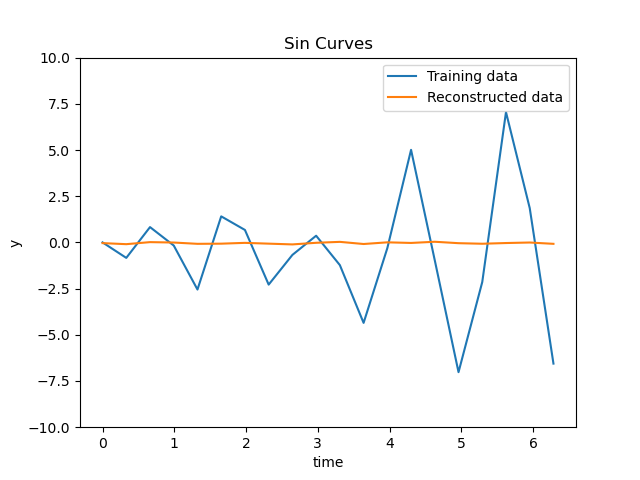 Sin Curves
Training data
Reconstructed data
10.0
7.5
5.0
2.5
0.0
−2.5
−5.0
−7.5
−10.0
y
0 1 2 3 4 5 6
time